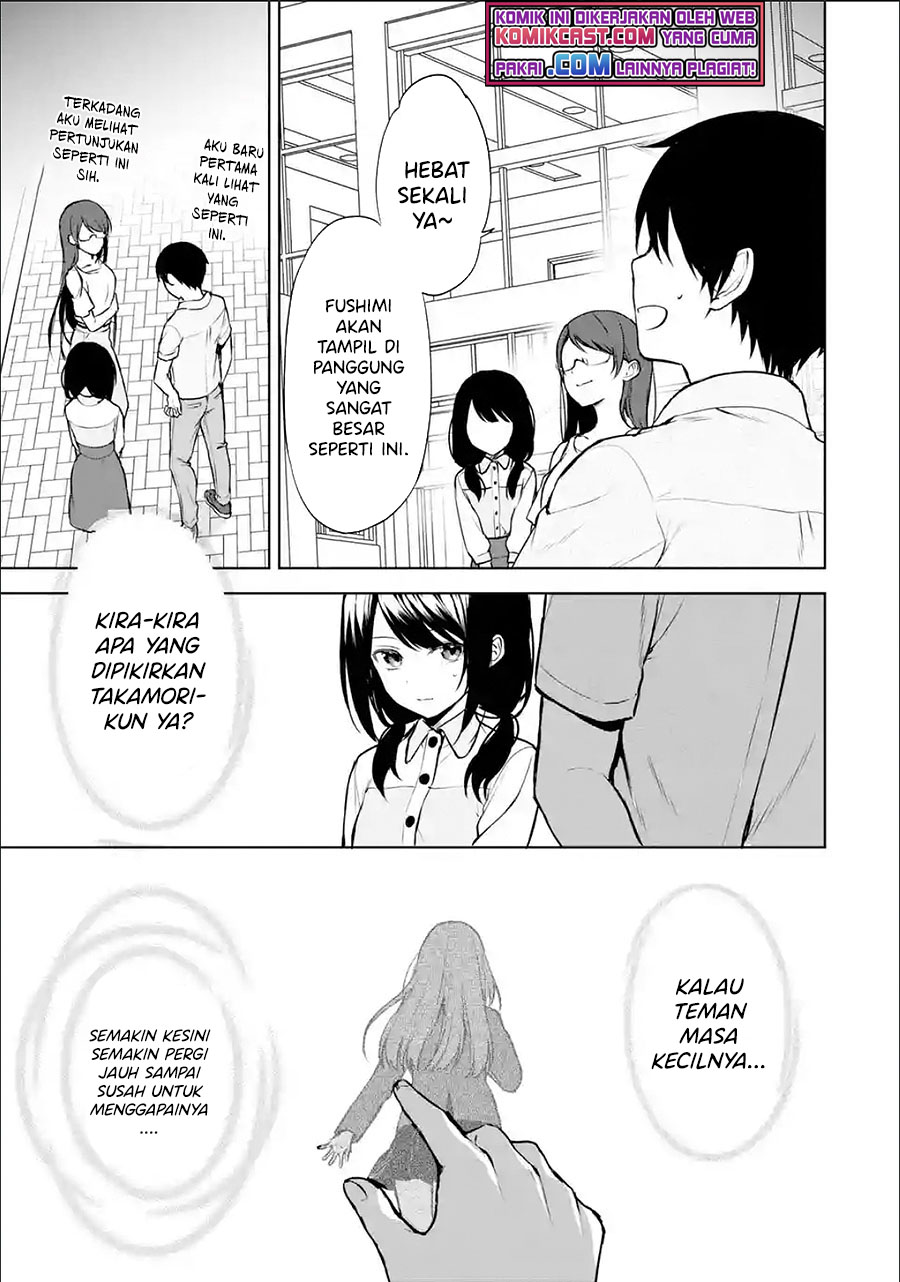 KOMIK INI DIKERJAKAN OLEH WEB
KOMIKCAST.COM YANG CUMA
PAKAI .COM LAINNYA PLAGIAT!
HEBAT
SEKALI
YA~
FUSHIMI
AKAN
TAMPIL DI
PANGGUNG
YANG
SANGAT
BESAR
SEPERTI INI.
AKU BARU
PERTAMA
KALI LIHAT
YANG
SEPERTI
INI.
TERKADANG
AKU MELIHAT
PERTUNJUKAN
SEPERTI INI
SIH.
KIRA-KIRA
APA YANG
DIPIKIRKAN
TAKAMORI-
KUN YA?
KALAU
TEMAN
MASA
KECILNYA...
SEMAKIN KESINI
SEMAKIN PERGI
JAUH SAMPAI
SUSAH UNTUK
MENGGAPAINYA
....